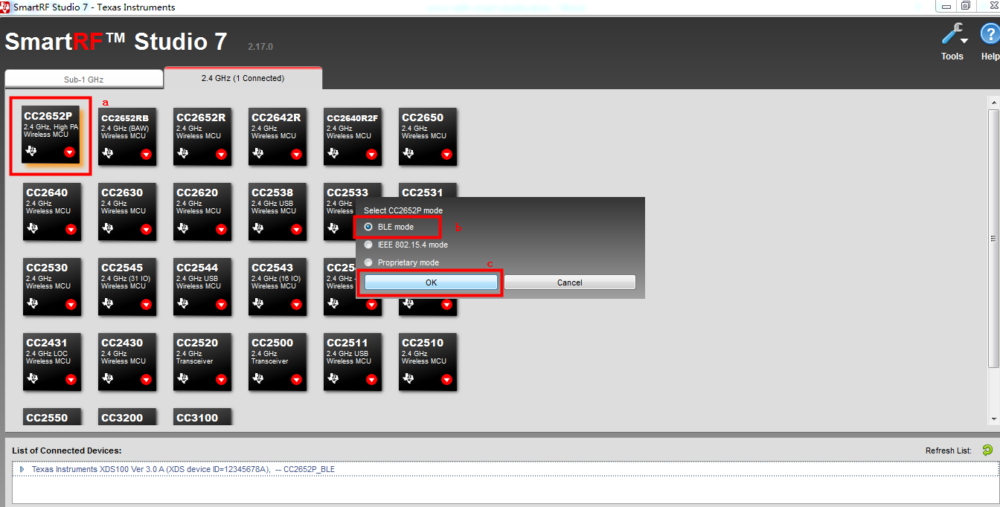 SmartRF Studio 7 - Texas Instruments
SmartRF™ Studio 7 2.17.0
Tools
Help
Sub-1 GHz
2.4 GHz (1 Connected)
a
CC2652P
2.4 GHz, High PA
Wireless MCU
CC2652RB
2.4 GHz (BAW)
Wireless MCU
CC2652R
2.4 GHz
Wireless MCU
CC2642R
2.4 GHz
Wireless MCU
CC2640R2F
2.4 GHz
Wireless MCU
CC2650
2.4 GHz
Wireless MCU
CC2640
2.4 GHz
Wireless MCU
CC2630
2.4 GHz
Wireless MCU
CC2620
2.4 GHz
Wireless MCU
CC2538
2.4 GHz USB
Wireless MCU
CC2533
2.4 GHz
Wireless
CC2531
Select CC2652P mode
BLE mode
b
IEEE 802.15.4 mode
Proprietary mode
c
OK
Cancel
CC2530
2.4 GHz
Wireless MCU
CC2545
2.4 GHz (31 IO)
Wireless MCU
CC2544
2.4 GHz USB
Wireless MCU
CC2543
2.4 GHz (16 IO)
Wireless MCU
CC25
2.4 GHz
Wireless
CC2431
2.4 GHz LOC
Wireless MCU
CC2430
2.4 GHz
Wireless MCU
CC2520
2.4 GHz
Transceiver
CC2500
2.4 GHz
Transceiver
CC2511
2.4 GHz USB
Wireless MCU
CC2510
2.4 GHz
Wireless MCU
CC2550
CC3200
CC3100
List of Connected Devices:
Refresh List:
Texas Instruments XDS100 Ver 3.0 A (XDS device ID=12345678A), -- CC2652P_BLE